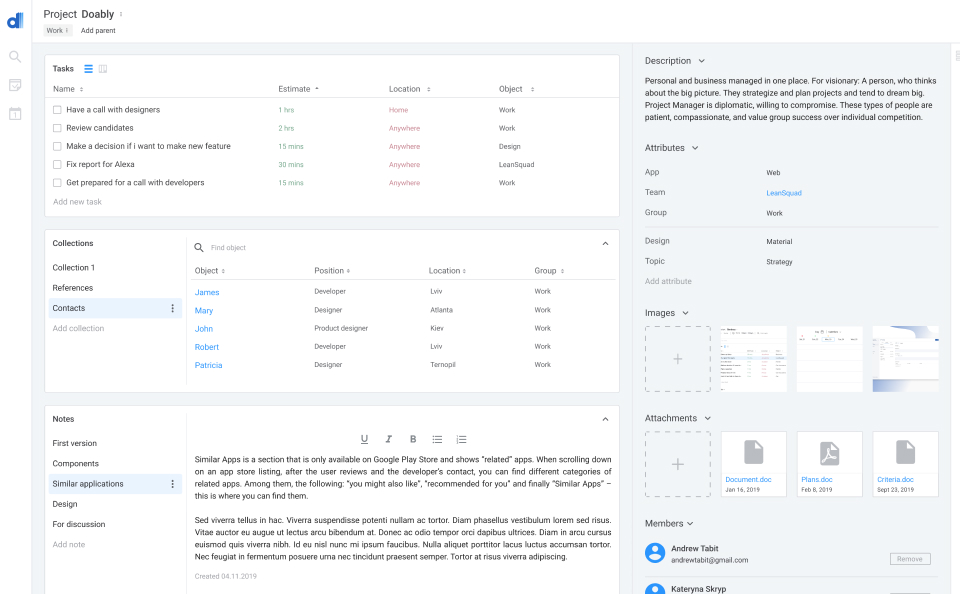 Project Doably
Work
Add parent
Tasks
Name Estimate Location Object
Have a call with designers 1 hrs Home Work
Review candidates 2 hrs Anywhere Work
Make a decision if i want to make new feature 15 mins Anywhere Design
Fix report for Alexa 30 mins Anywhere LeanSquad
Get prepared for a call with developers 15 mins Anywhere Work
Add new task
Collections
Collection 1
References
Contacts
Add collection
Find object
Object Position Location Group
James Developer Lviv Work
Mary Designer Atlanta Work
John Product designer Kiev Work
Robert Developer Lviv Work
Patricia Designer Ternopil Work
Notes
First version
Components
Similar applications
Design
For discussion
Add note
U I B
Similar Apps is a section that is only available on Google Play Store and shows “related” apps. When scrolling down
on an app store listing, after the user reviews and the developer’s contact, you can find different categories of
related apps. Among them, the following: “you might also like”, “recommended for you” and finally “Similar Apps” –
this is where you can find them.
Sed viverra tellus in hac. Viverra suspendisse potenti nullam ac tortor. Diam phasellus vestibulum lorem sed risus.
Vitae auctor eu augue ut lectus arcu bibendum at. Donec ac odio tempor orci dapibus ultrices. Diam in arcu cursus
euismod quis viverra nibh. Id eu nisl nunc mi ipsum faucibus. Nulla aliquet porttitor lacus luctus accumsan tortor.
Nec feugiat in fermentum posuere urna nec tincidunt praesent semper. Tortor at risus viverra adipiscing.
Created 04.11 2019
Description
Personal and business managed in one place. For visionary: A person, who thinks
about the big picture. They strategize and plan projects and tend to dream big.
Project Manager is diplomatic, willing to compromise. These types of people are
patient, compassionate, and value group success over individual competition.
Attributes
App Web
Team LeanSquad
Group Work
Design Material
Topic Strategy
Add attribute
Images
Attachments
Document.doc
Jan 16, 2019
Plans.doc
Feb 8, 2019
Criteria.doc
Sept 23, 2019
Members
Andrew Tabit
andrewtabit@gmail.com
Remove
Kateryna Skryp